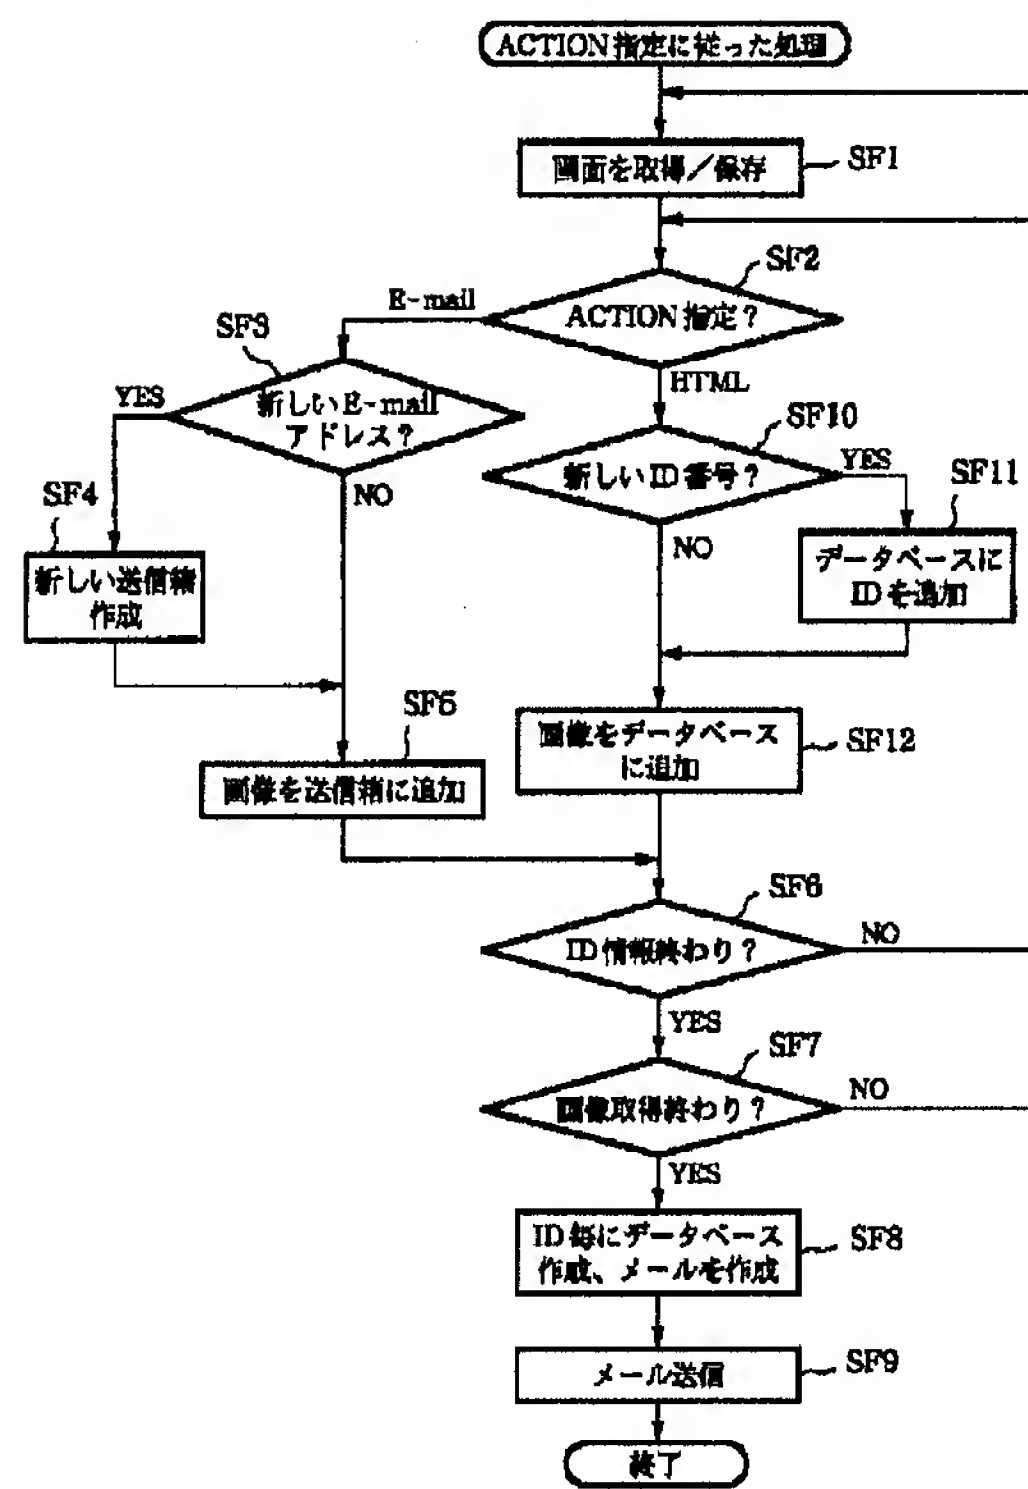 ACTION指定に従った処理
画面を取得／保存
SF1
SF2
ACTION指定？
E-mail
HTML
SF3
新しいE-mail
アドレス？
YES
NO
SF4
新しい送信箱
作成
SF5
画像を送信箱に追加
SF10
新しいID番号？
YES
NO
SF11
データベースに
IDを追加
SF12
画像をデータベース
に追加
SF6
ID情報終わり？
NO
YES
SF7
画像取得終わり？
NO
YES
ID毎にデータベース
作成、メールを作成
SF8
メール送信
SF9
終了